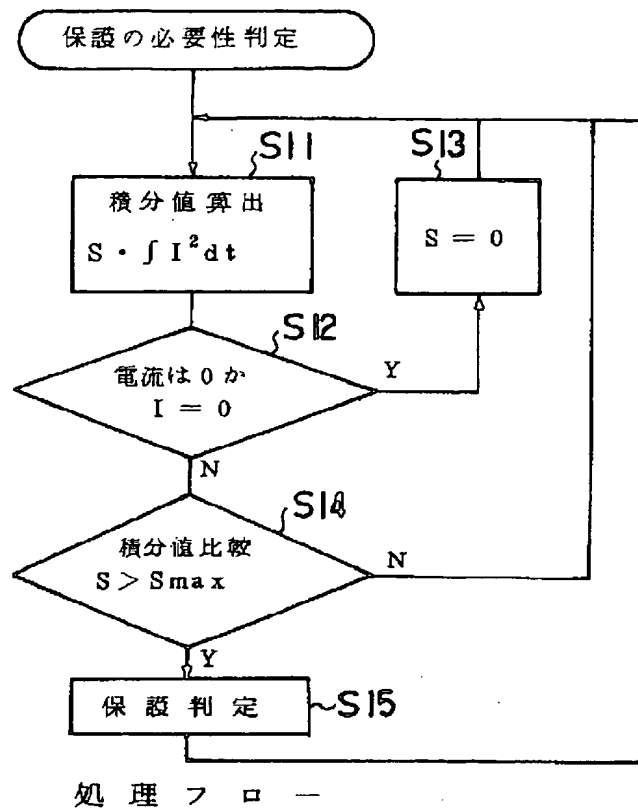 保護の必要性判定
S11
積分値算出
S・∫I²dt
S13
S = 0
S12
電流は0か
I = 0
Y
N
S14
積分値比較
S > Smax
N
Y
保護判定
S15
処理フロー